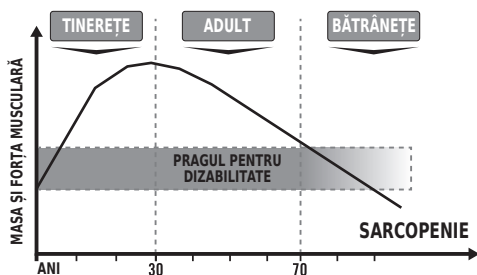 TINEREȚE ADULT BĂTRÂNEȚE
MASA ȘI FORȚA MUSCULARĂ
PRAGUL PENTRU
DIZABILITATE
SARCOPENIE
ANI 30 70